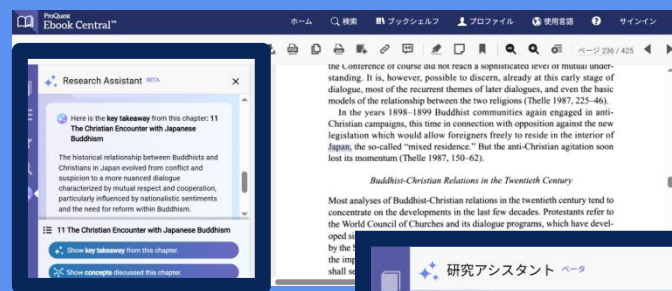 ProQuest
Ebook Central™
ホーム
検索
ブックシェルフ
プロファイル
使用言語
サインイン
ページ 236 / 425
Research Assistant BETA
Here is the key takeaway from this chapter: 11
The Christian Encounter with Japanese
Buddhism
The historical relationship between Buddhists and
Christians in Japan evolved from conflict and
suspicion to a more nuanced dialogue
characterized by mutual respect and cooperation,
particularly influenced by nationalistic sentiments
and the need for reform within Buddhism.
11 The Christian Encounter with Japanese Buddhism
Show key takeaway from this chapter.
Show concepts discussed this chapter.
the Conference of course did not reach a sophisticated level of mutual under-
standing. It is, however, possible to discern, already at this early stage of
dialogue, most of the recurrent themes of later dialogues, and even the basic
models of the relationship between the two religions (Thelle 1987, 225–46).
In the years 1898–1899 Buddhist communities again engaged in anti-
Christian campaigns, this time in connection with opposition against the new
legislation which would allow foreigners freely to reside in the interior of
Japan, the so-called “mixed residence.” But the anti-Christian agitation soon
lost its momentum (Thelle 1987, 150–62).
Buddhist-Christian Relations in the Twentieth Century
Most analyses of Buddhist-Christian relations in the twentieth century tend to
concentrate on the developments in the last few decades. Protestants refer to
the World Council of Churches and its dialogue programs, which have devel-
oped si
by the S
the imp
shall se
研究アシスタント ベータ